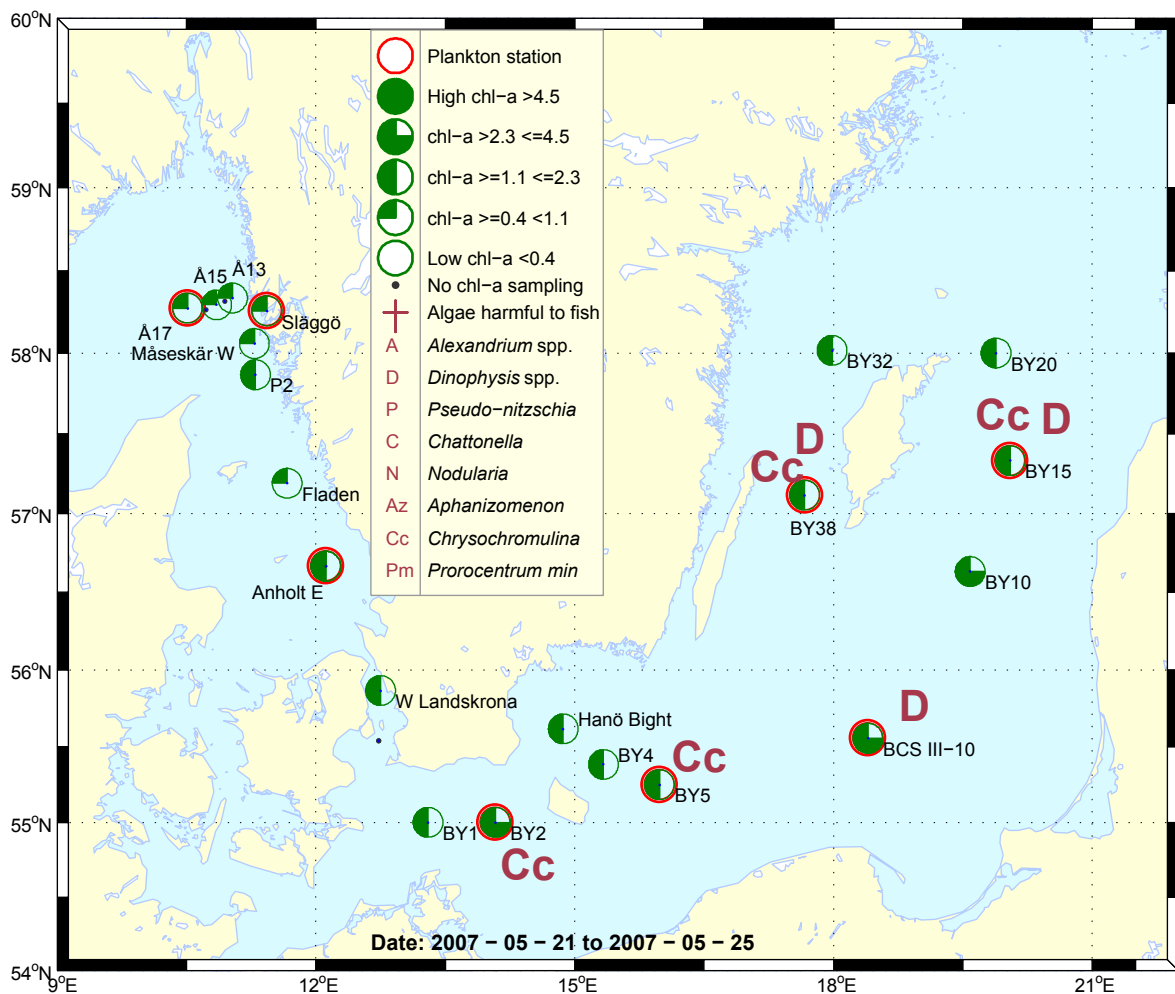 60°N
59°N
58°N
57°N
56°N
55°N
54°N
9°E
12°E
15°E
18°E
21°E
Plankton station
High chl−a >4.5
chl−a >2.3 <=4.5
chl−a >=1.1 <=2.3
chl−a >=0.4 <1.1
Low chl−a <0.4
No chl−a sampling
Algae harmful to fish
A Alexandrium spp.
D Dinophysis spp.
P Pseudo−nitzschia
C Chattonella
N Nodularia
Az Aphanizomenon
Cc Chrysochromulina
Pm Prorocentrum min
Å15
Å13
Å17
Släggö
Måseskär W
P2
Fladen
Anholt E
W Landskrona
Hanö Bight
BY4
Cc
BY5
BY1
BY2
Cc
BY32
BY20
Cc D
BY15
D
Cc
BY38
BY10
D
BCS III−10
Date: 2007 − 05 − 21 to 2007 − 05 − 25